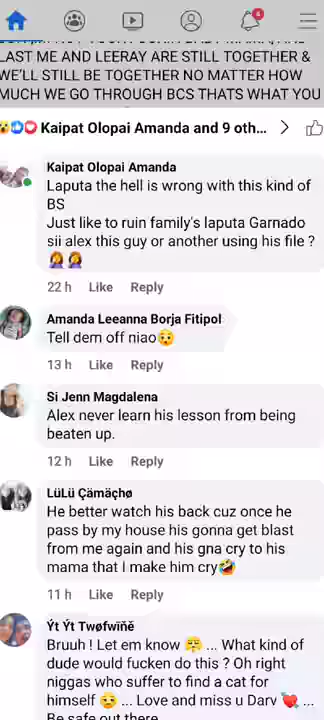 LAST ME AND LEERAY ARE STILL TOGETHER &
WE'LL STILL BE TOGETHER NO MATTER HOW
MUCH WE GO THROUGH BCS THATS WHAT YOU
Kaipat Olopai Amanda and 9 oth...
Kaipat Olopai Amanda
Laputa the hell is wrong with this kind of
BS
Just like to ruin family's laputa Garnado
sii alex this guy or another using his file ?
🤦‍♀️🤦‍♀️
22 h Like Reply
Amanda Leeanna Borja Fitipol
Tell dem off niao😯
13 h Like Reply
Si Jenn Magdalena
Alex never learn his lesson from being
beaten up.
12 h Like Reply
LüLü Çämäçhø
He better watch his back cuz once he
pass by my house his gonna get blast
from me again and his gna cry to his
mama that I make him cry🤣
11 h Like Reply
Ýt Ýt Twøfwïñê
Bruuh ! Let em know 😤 ... What kind of
dude would fucken do this ? Oh right
niggas who suffer to find a cat for
himself 😥 ... Love and miss u Darv 💘 ...
Be safe out there